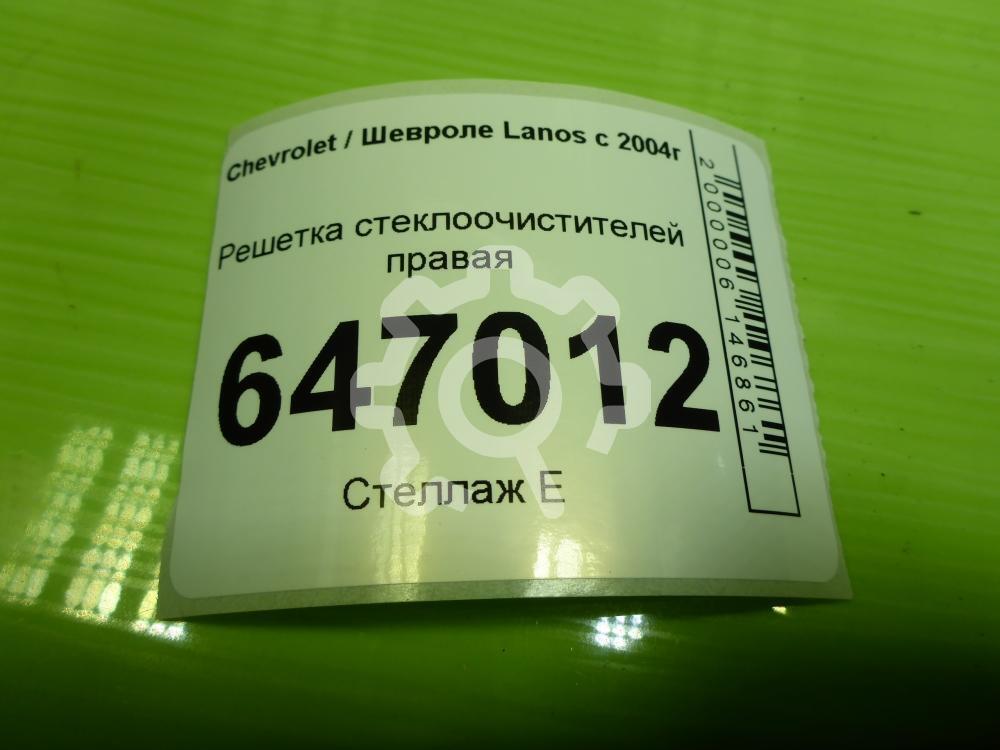 Chevrolet / Шевроле Lanos с 2004г
Решетка стеклоочистителей
правая
647012
Стеллаж Е
2000006146861